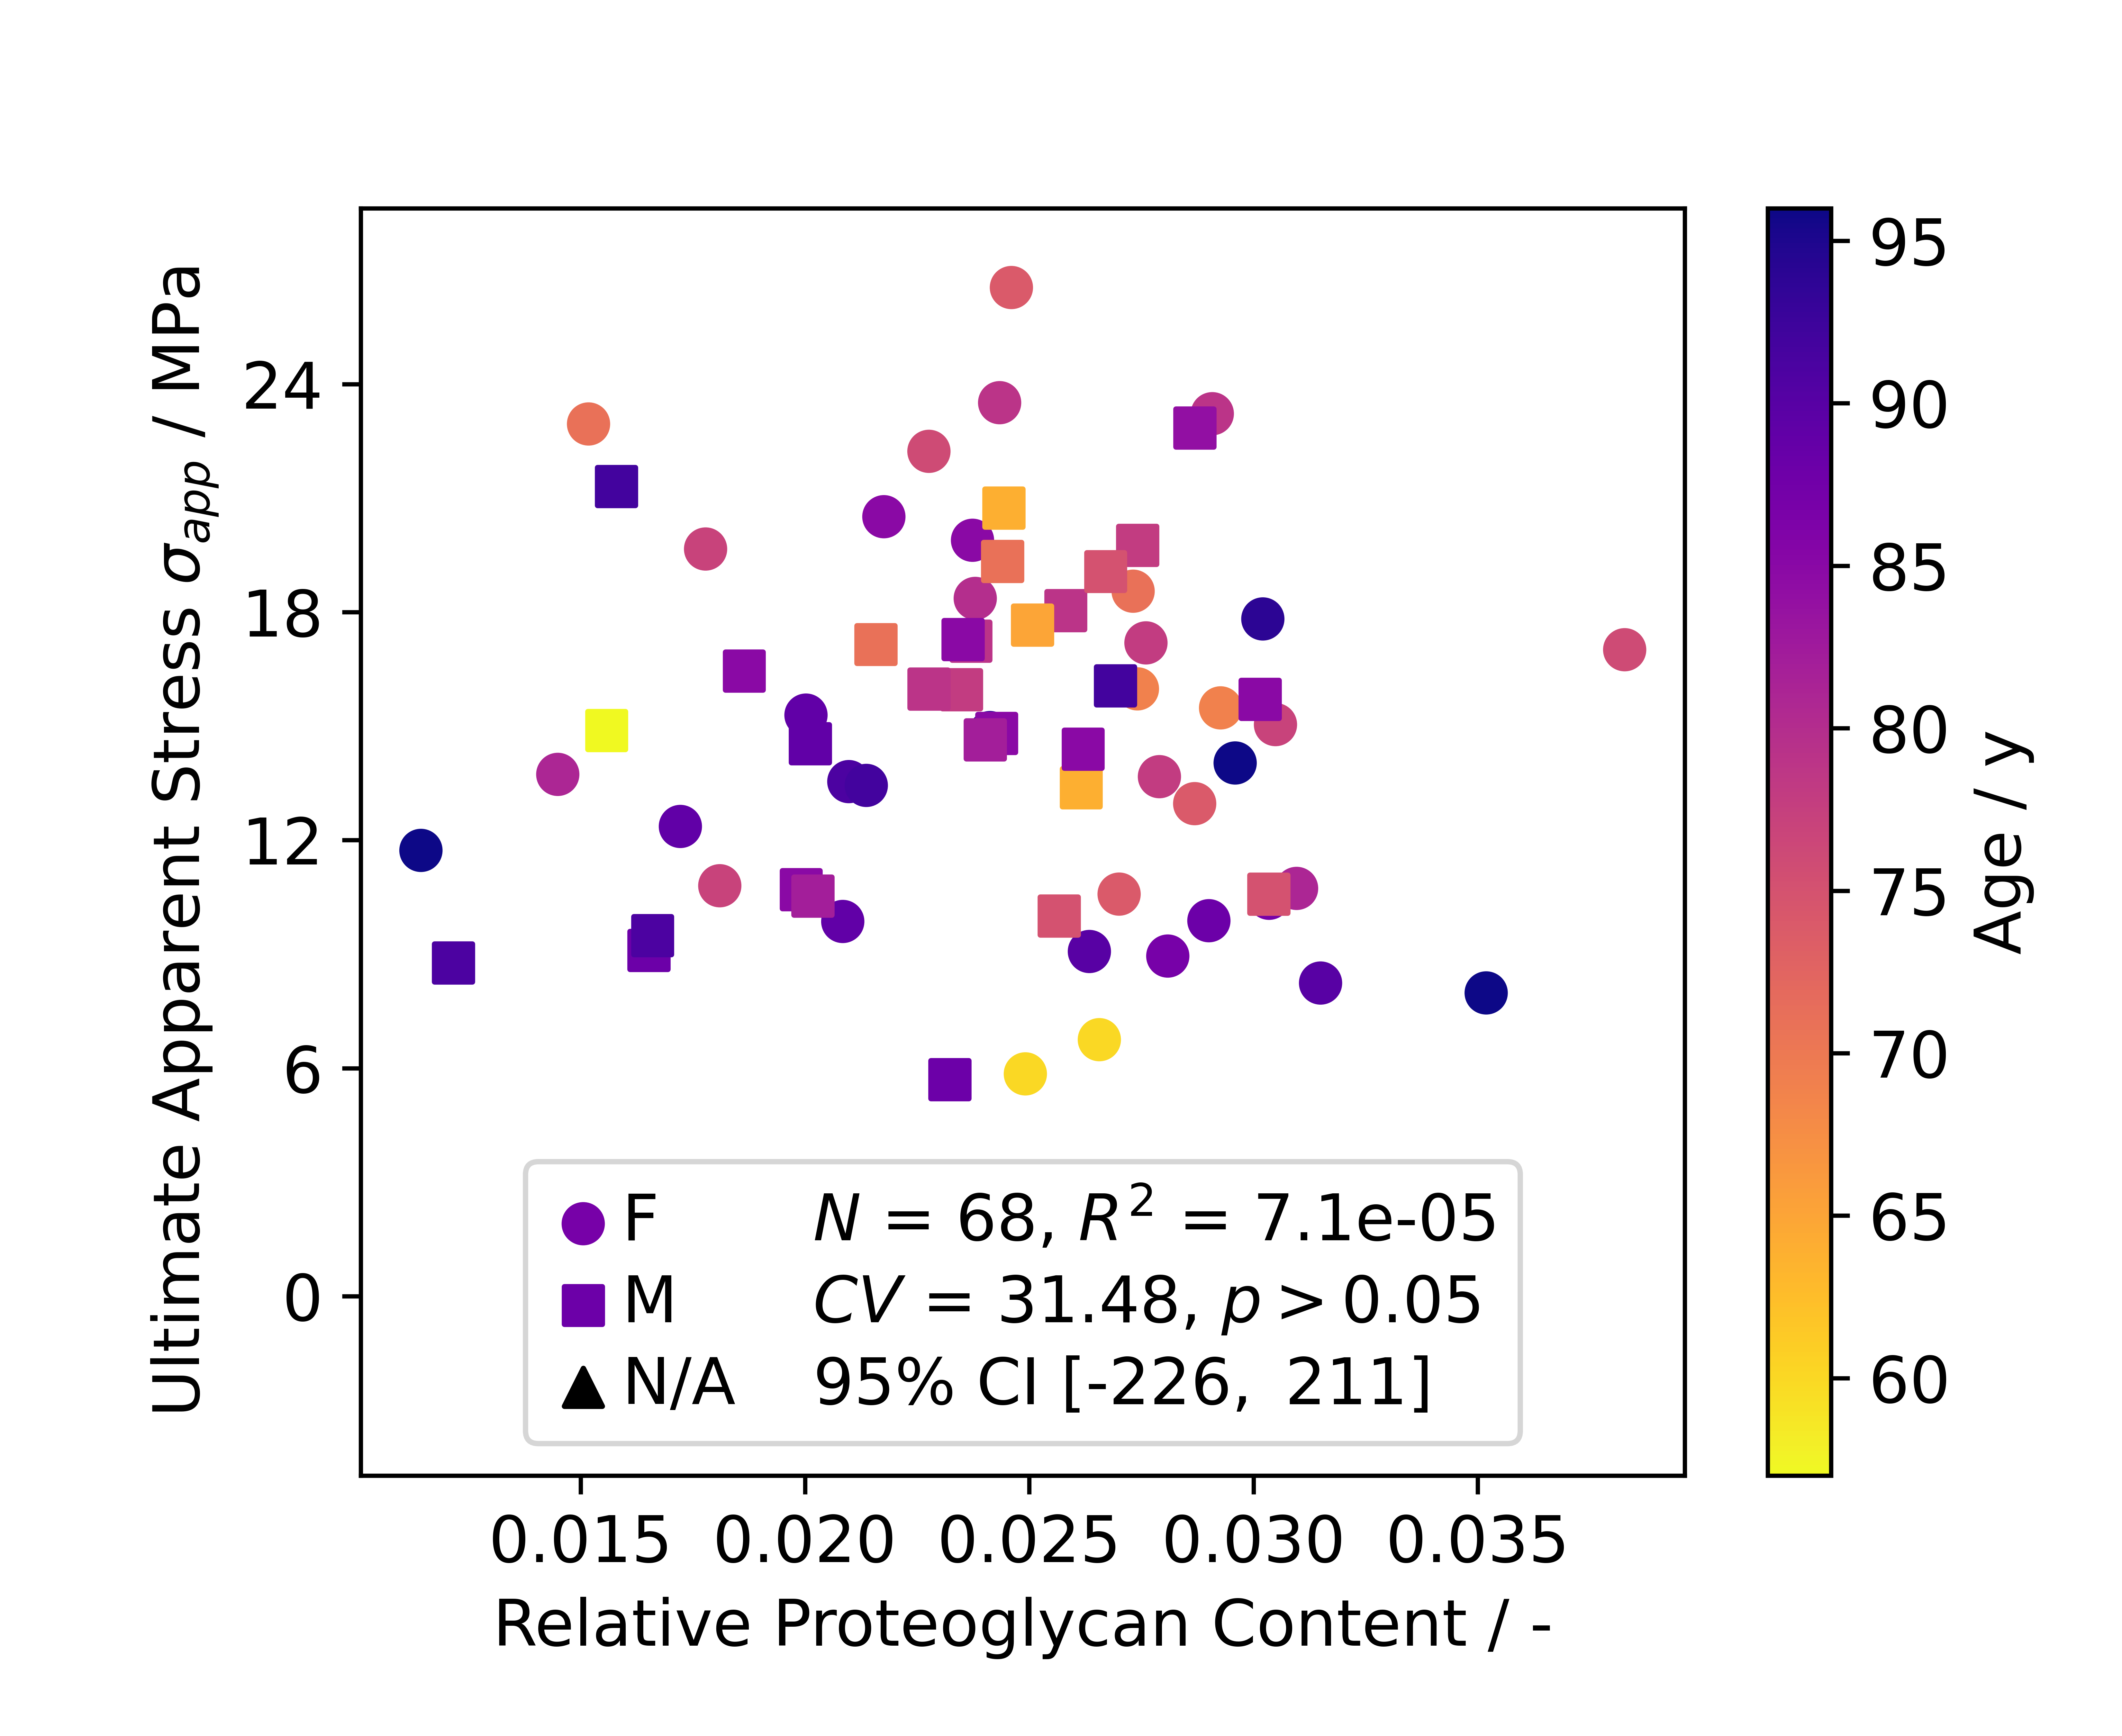 Ultimate Apparent Stress σapp / MPa
24
18
12
6
0
F
M
N/A
N = 68, R² = 7.1e-05
CV = 31.48, p > 0.05
95% CI [-226, 211]
0.015 0.020 0.025 0.030 0.035
Relative Proteoglycan Content / -
95
90
85
80
75
70
65
60
Age / y